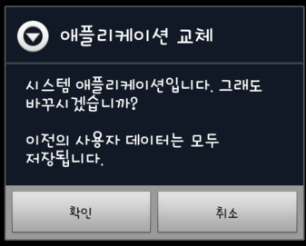 애플리케이션 교체
시스템 애플리케이션입니다. 그래도
바꾸시겠습니까?
이전의 사용자 데이터는 모두
저장됩니다.
확인
취소